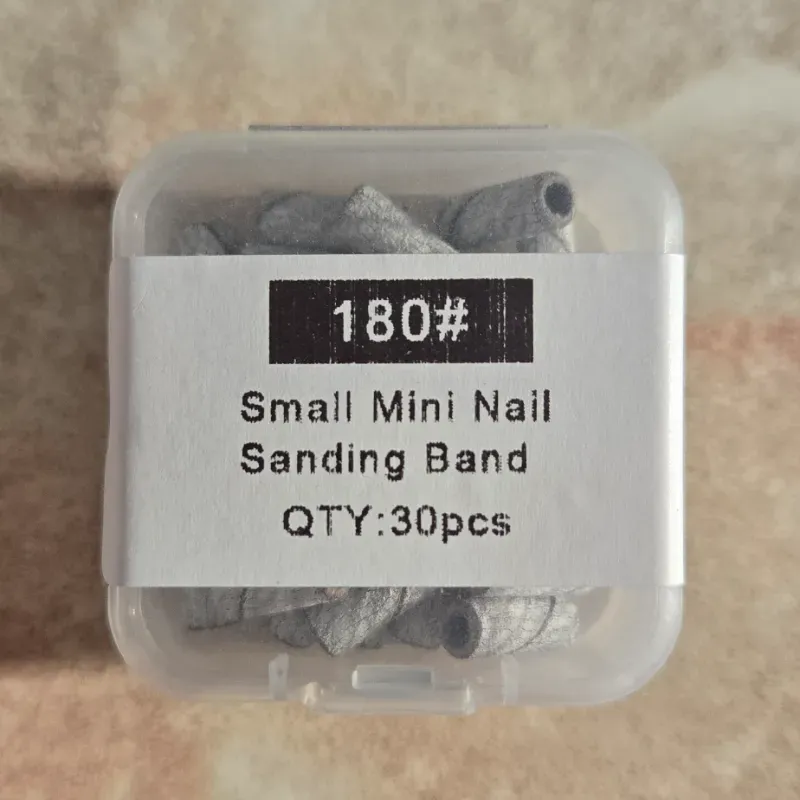 180#
Small Mini Nail
Sanding Band
QTY:30pcs